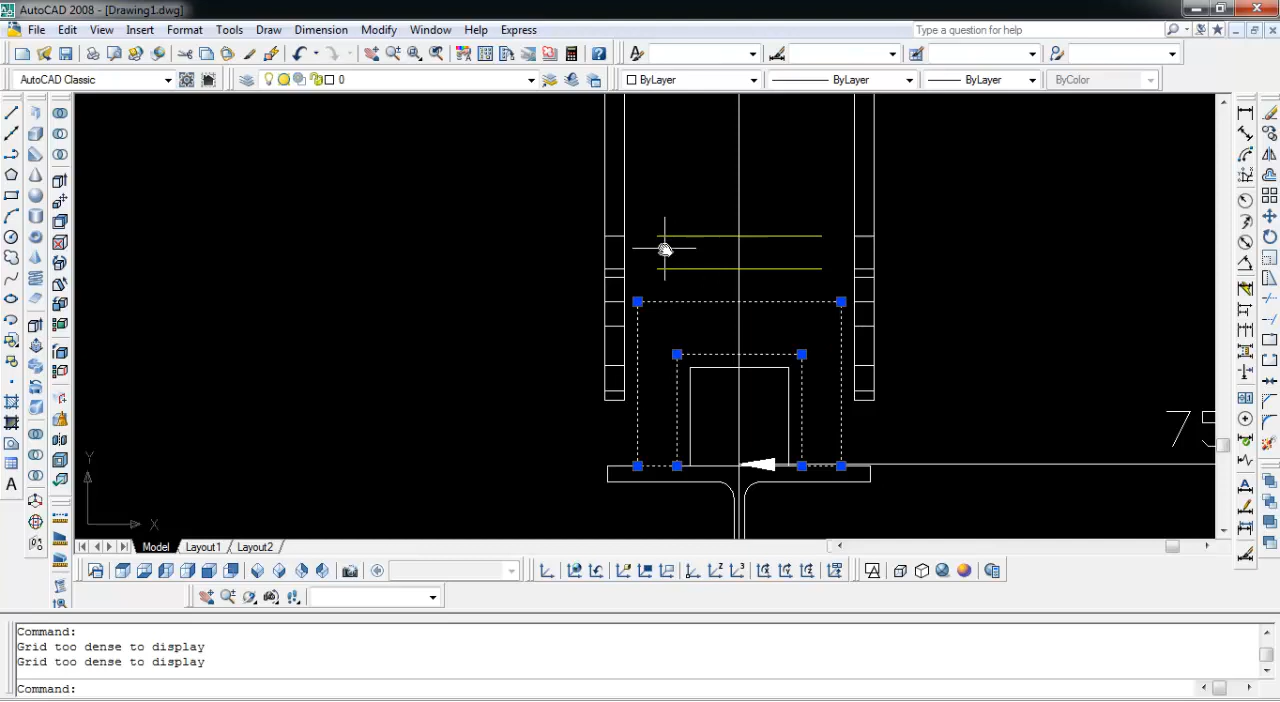 AutoCAD 2008 - [Drawing1.dwg]
File Edit View Insert Format Tools Draw Dimension Modify Window Help Express
Type a question for help
AutoCAD Classic
0
ByLayer
ByLayer
ByLayer
ByColor
A
75
Y
X
Model Layout1 Layout2
Command:
Grid too dense to display
Grid too dense to display
Command: